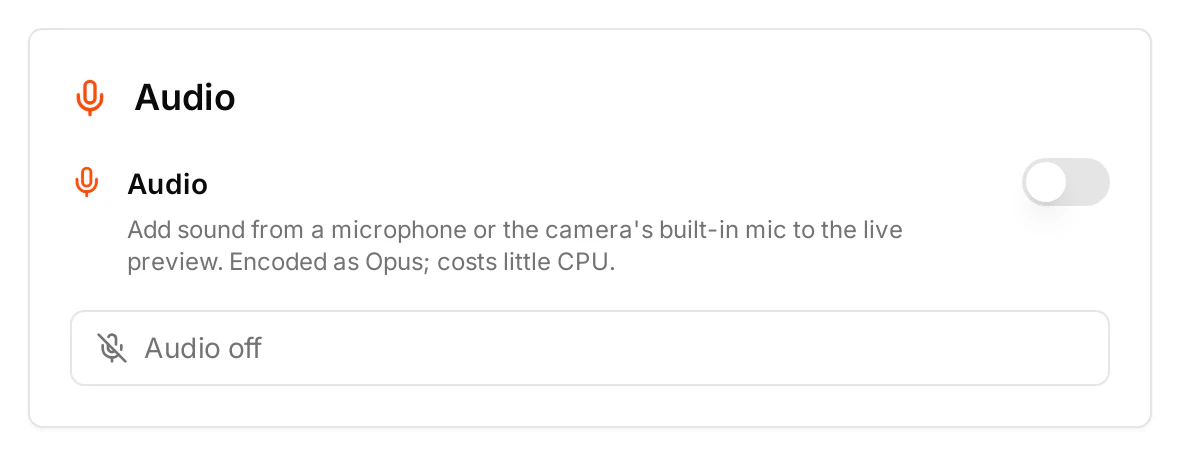 Audio
Audio
Add sound from a microphone or the camera's built-in mic to the live
preview. Encoded as Opus; costs little CPU.
Audio off